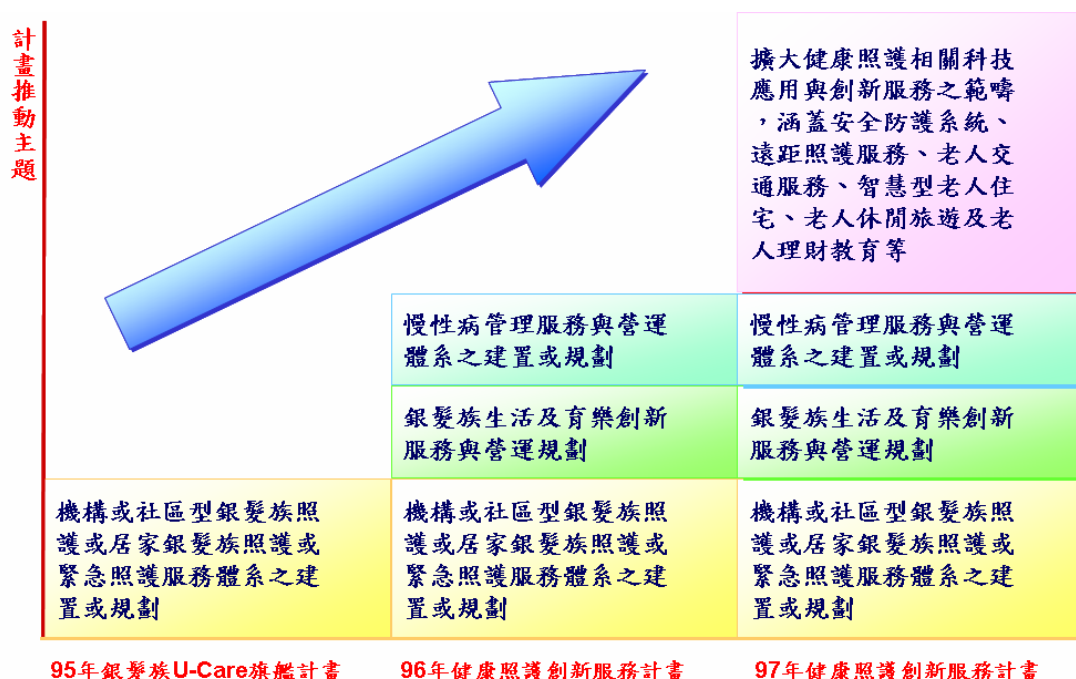 計畫推動主題
擴大健康照護相關科技
應用與創新服務之範疇
，涵蓋安全防護系統、
遠距照護服務、老人交
通服務、智慧型老人住
宅、老人休閒旅遊及老
人理財教育等
慢性病管理服務與營運
體系之建置或規劃
慢性病管理服務與營運
體系之建置或規劃
銀髮族生活及育樂創新
服務與營運規劃
銀髮族生活及育樂創新
服務與營運規劃
機構或社區型銀髮族照
護或居家銀髮族照護或
緊急照護服務體系之建
置或規劃
機構或社區型銀髮族照
護或居家銀髮族照護或
緊急照護服務體系之建
置或規劃
機構或社區型銀髮族照
護或居家銀髮族照護或
緊急照護服務體系之建
置或規劃
95年銀髮族U-Care旗艦計畫
96年健康照護創新服務計畫
97年健康照護創新服務計畫